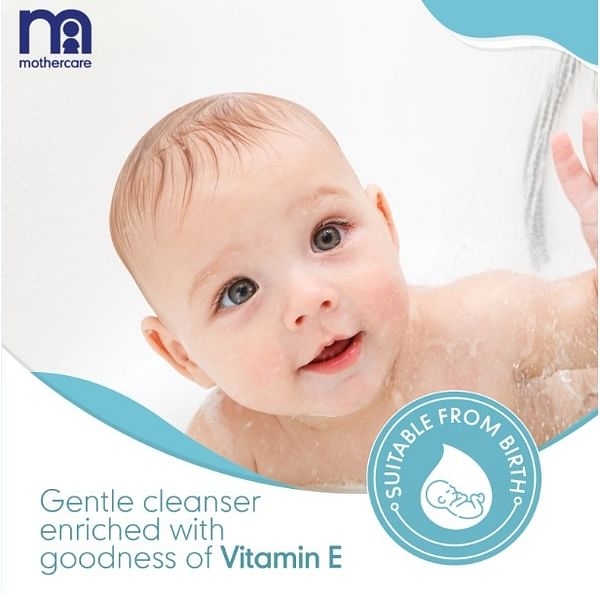 mothercare
Gentle cleanser
enriched with
goodness of Vitamin E
SUITABLE FROM BIRTH